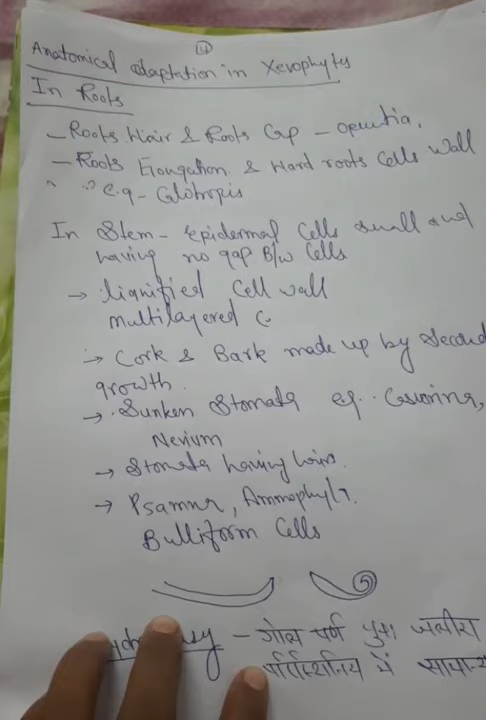 14
Anatomical adaptation in Xerophytes
In Roots
- Roots Hair & Roots Cap - opuntia,
- Roots Elongation & Hard roots Cells wall
e.g - Calotropis
In Stem - epidermal Cells small and
having no gap B/w Cells
→ lignified Cell wall
multilayered C
→ Cork & Bark made up by Second
growth.
→ Sunken Stomata eg. Casurina,
Nerium
→ Stomata having hairs.
→ Psamma, Ammophyla.
Bulliform Cells
- गोल पर्ण
में